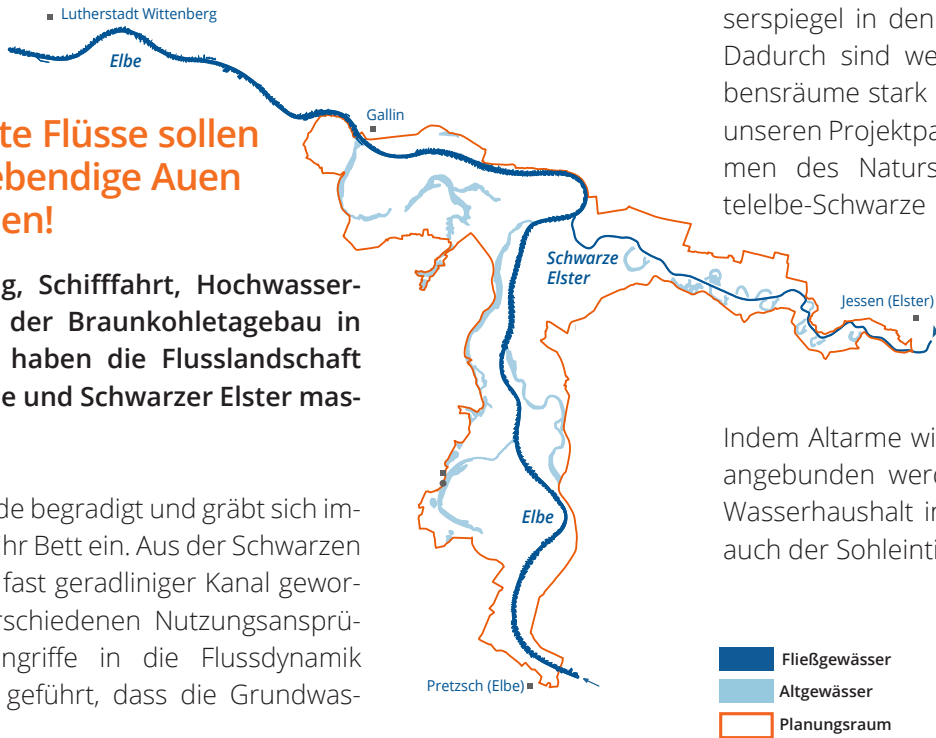 Lutherstadt Wittenberg
Elbe
Gallin
Schwarze
Elster
Jessen (Elster)
Elbe
Pretzsch (Elbe)
te Flüsse sollen
ebendige Auen
en!
g, Schifffahrt, Hochwasser-
der Braunkohletagebau in
haben die Flusslandschaft
e und Schwarzer Elster mas-
de begradigt und gräbt sich im-
hr Bett ein. Aus der Schwarzen
fast geradliniger Kanal gewor-
rschiedenen Nutzungsansprü-
ngriffe in die Flussdynamik
geführt, dass die Grundwas-
serspiegel in den
Dadurch sind we
bensräume stark
unseren Projektpa
men des Naturs
telelbe-Schwarze
Indem Altarme wi
angebunden werd
Wasserhaushalt in
auch der Sohleinti
Fließgewässer
Altgewässer
Planungsraum